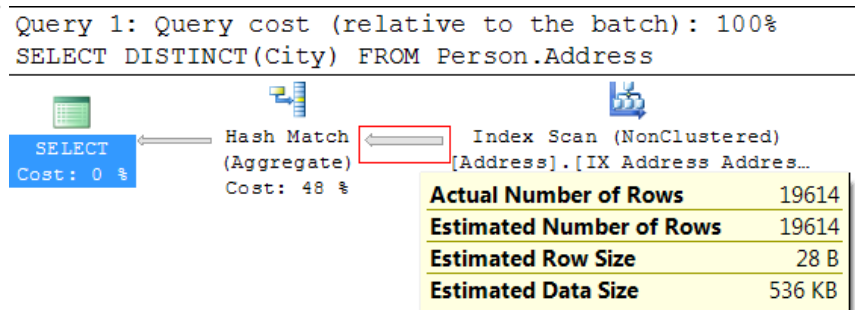 Query 1: Query cost (relative to the batch): 100%
SELECT DISTINCT(City) FROM Person.Address
SELECT
Cost: 0 %
Hash Match
(Aggregate)
Cost: 48 %
Index Scan (NonClustered)
[Address].[IX Address Addres…
Actual Number of Rows 19614
Estimated Number of Rows 19614
Estimated Row Size 28 B
Estimated Data Size 536 KB